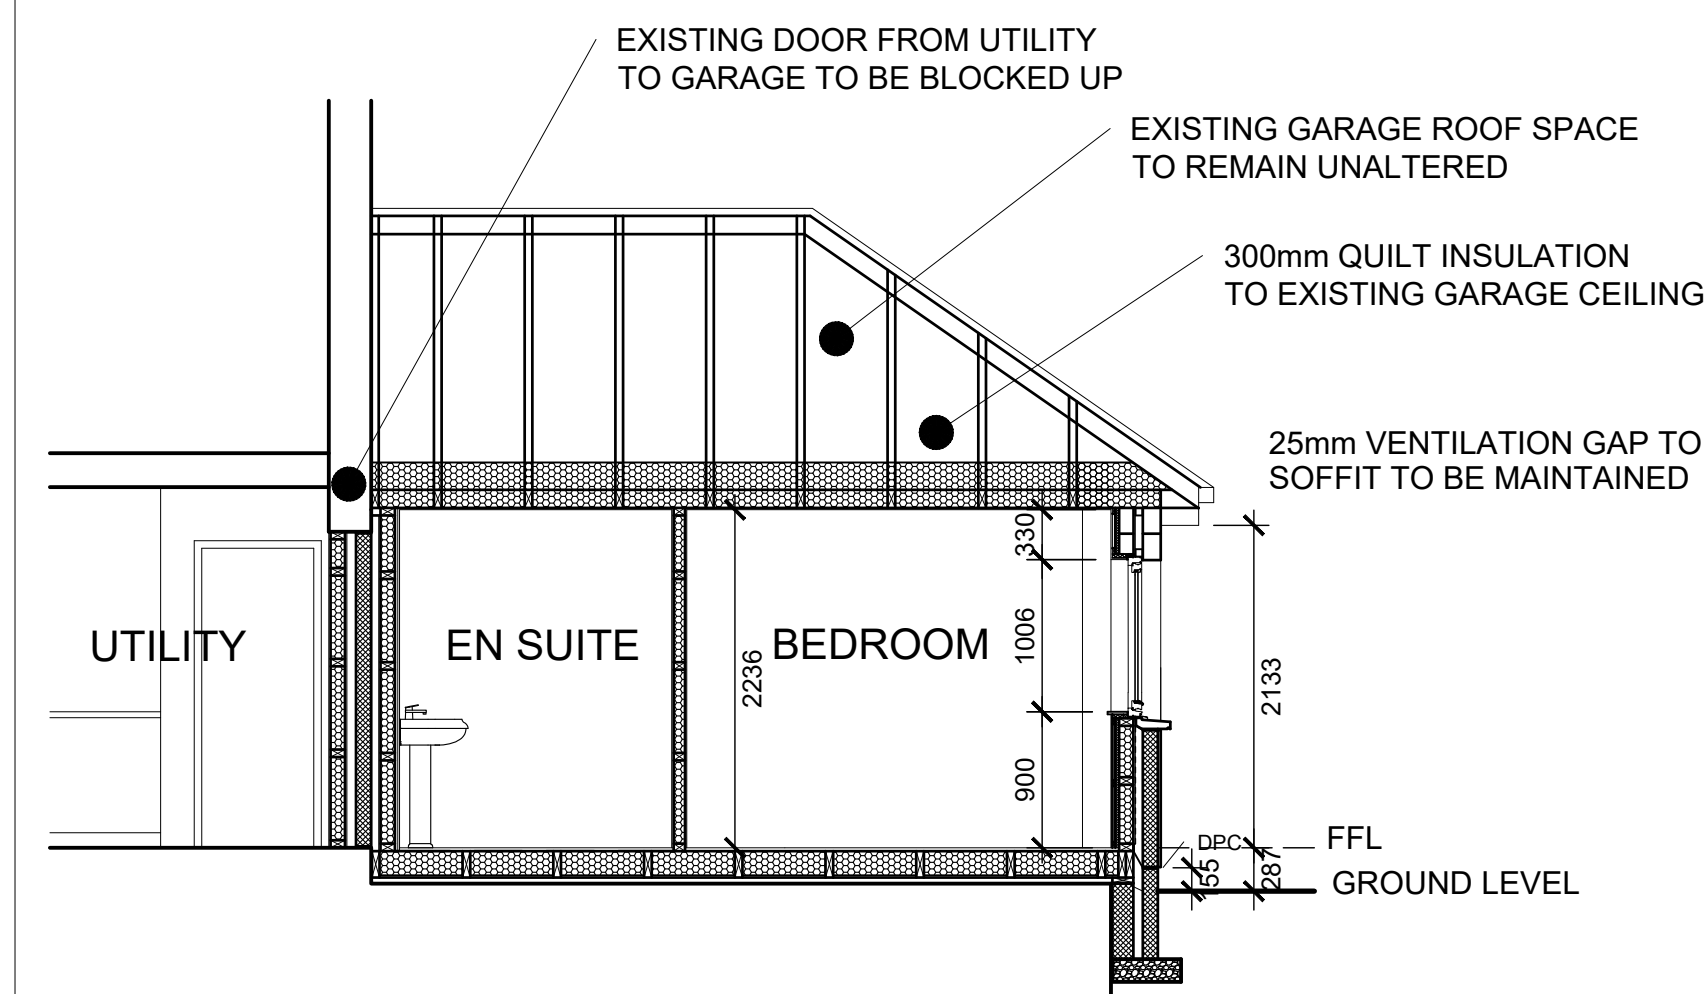 EXISTING DOOR FROM UTILITY
TO GARAGE TO BE BLOCKED UP
EXISTING GARAGE ROOF SPACE
TO REMAIN UNALTERED
300mm QUILT INSULATION
TO EXISTING GARAGE CEILING
25mm VENTILATION GAP TO
SOFFIT TO BE MAINTAINED
330
1006
900
2236
2133
UTILITY
EN SUITE
BEDROOM
DPC
FFL
155
287
GROUND LEVEL